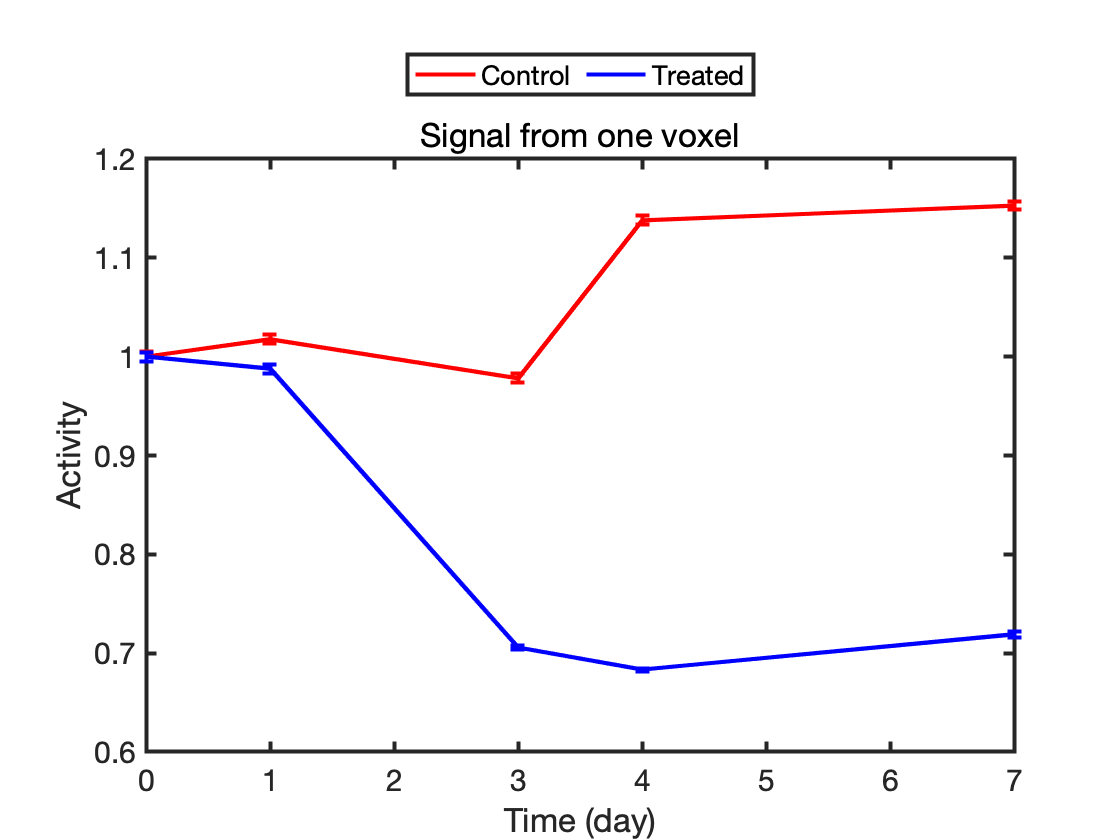 Control Treated
Signal from one voxel
1.2
1.1
1
0.9
0.8
0.7
0.6
Activity
0 1 2 3 4 5 6 7
Time (day)